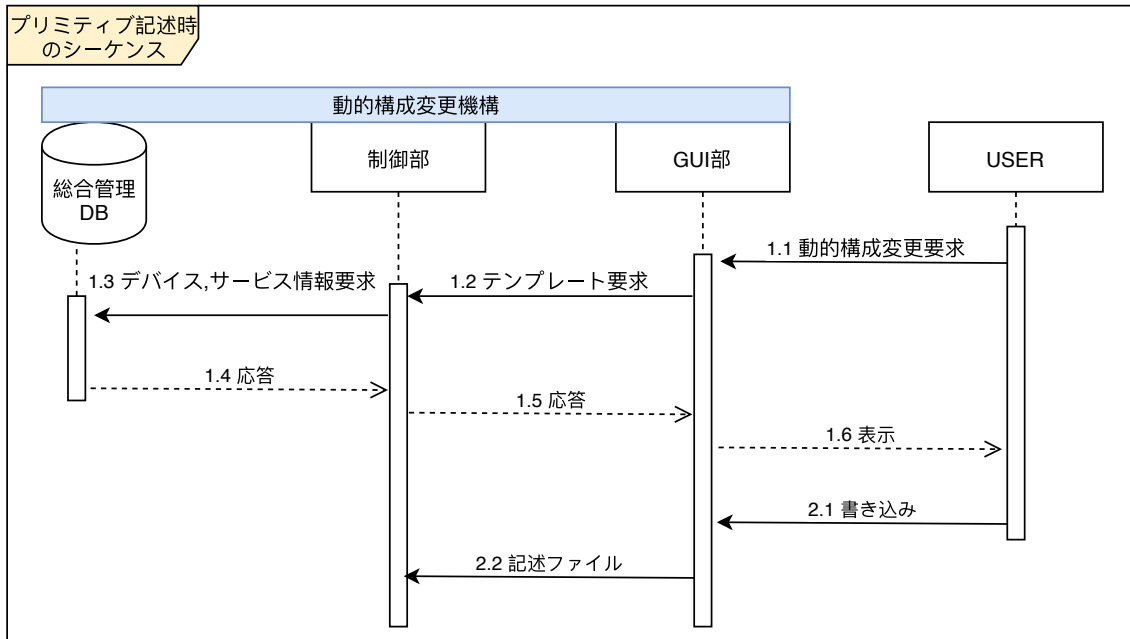 プリミティブ記述時
のシーケンス
動的構成変更機構
総合管理
DB
制御部
GUI部
USER
1.1 動的構成変更要求
1.2 テンプレート要求
1.3 デバイス,サービス情報要求
1.4 応答
1.5 応答
1.6 表示
2.1 書き込み
2.2 記述ファイル